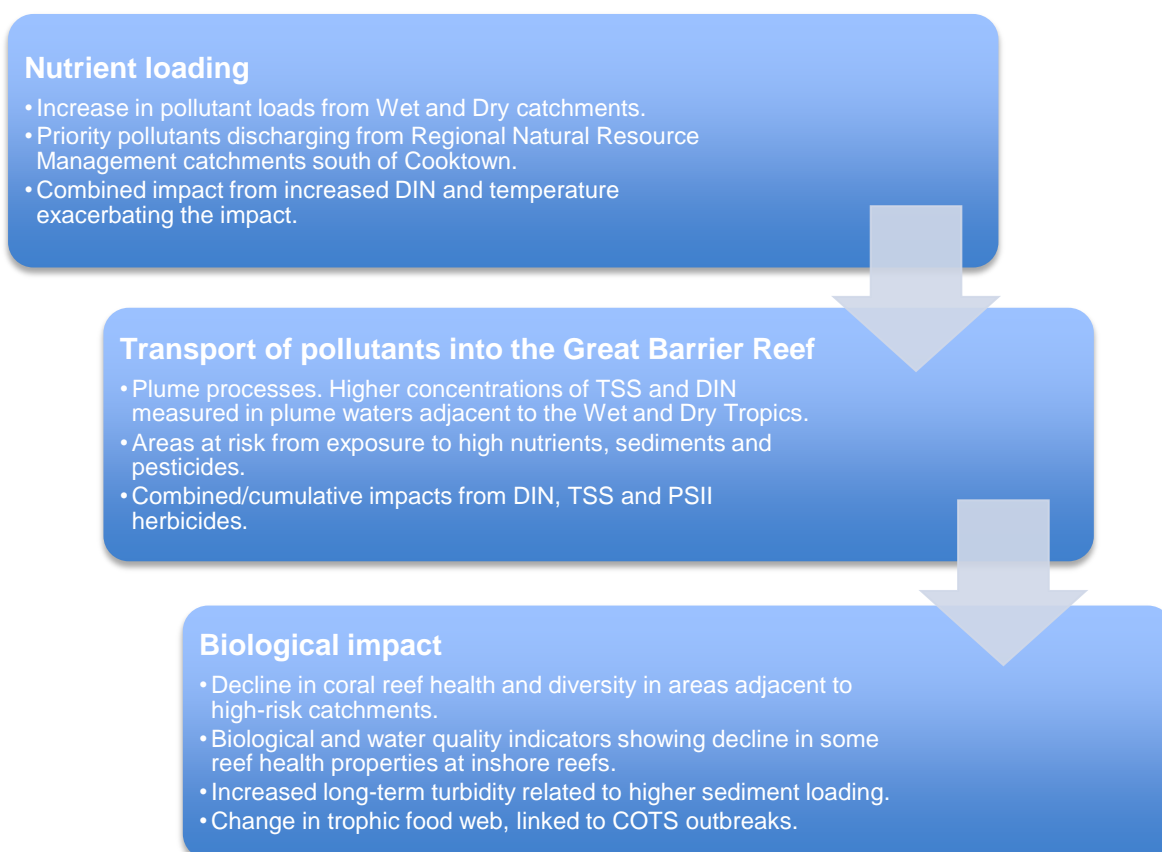 Nutrient loading
• Increase in pollutant loads from Wet and Dry catchments.
• Priority pollutants discharging from Regional Natural Resource
Management catchments south of Cooktown.
• Combined impact from increased DIN and temperature
exacerbating the impact.
Transport of pollutants into the Great Barrier Reef
• Plume processes. Higher concentrations of TSS and DIN
measured in plume waters adjacent to the Wet and Dry Tropics.
• Areas at risk from exposure to high nutrients, sediments and
pesticides.
• Combined/cumulative impacts from DIN, TSS and PSII
herbicides.
Biological impact
• Decline in coral reef health and diversity in areas adjacent to
high-risk catchments.
• Biological and water quality indicators showing decline in some
reef health properties at inshore reefs.
• Increased long-term turbidity related to higher sediment loading.
• Change in trophic food web, linked to COTS outbreaks.